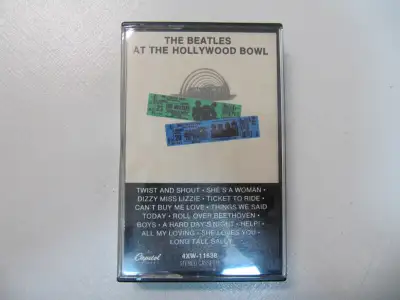 THE BEATLES
AT THE HOLLYWOOD BOWL
TWIST AND SHOUT • SHE'S A WOMAN •
DIZZY MISS LIZZIE • TICKET TO RIDE •
CAN'T BUY ME LOVE • THINGS WE SAID
TODAY • ROLL OVER BEETHOVEN •
BOYS • A HARD DAY'S NIGHT • HELP! •
ALL MY LOVING • SHE LOVES YOU •
LONG TALL SALLY
Capitol
4XW-11638